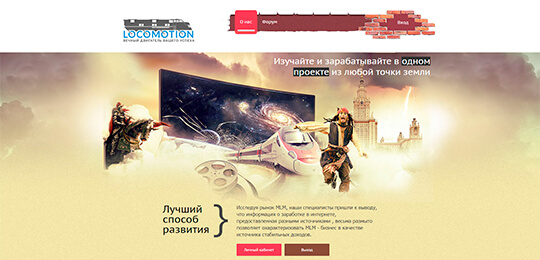 LOCOMOTION
ВЕЧНЫЙ ДВИГАТЕЛЬ ВАШЕГО УСПЕХА
О нас
Форум
Вход
Изучайте и зарабатывайте в одном
проекте из любой точки земли
Лучший
способ
развития
Исследуя рынок MLM, наши специалисты пришли к выводу,
что информация о заработке в интернете,
предоставленное разными источниками , весьма размыто
позволяет охарактеризовать MLM - бизнес в качестве
источника стабильных доходов.
Личный кабинет
Выход